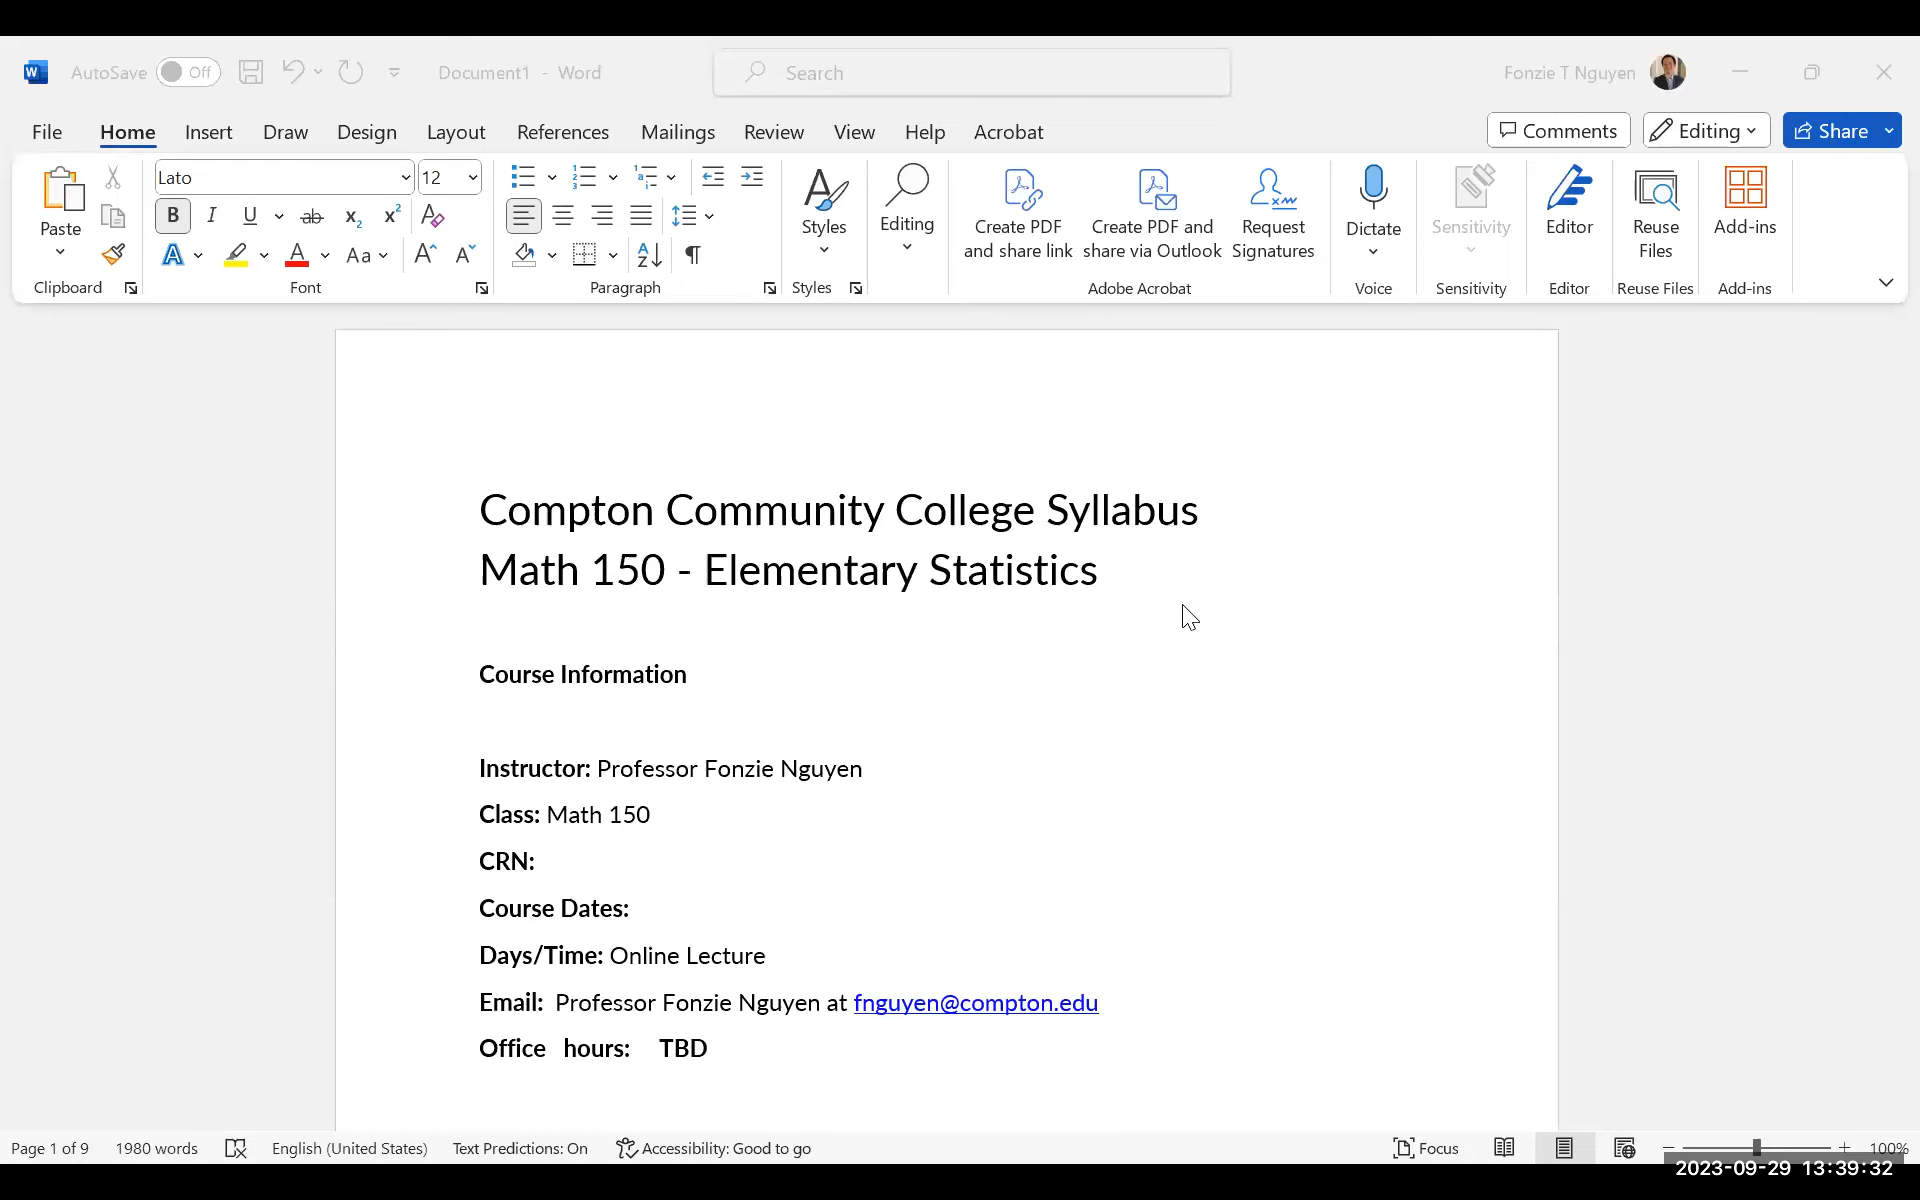 AutoSave Off Document1 - Word Search Fonzie T Nguyen
File Home Insert Draw Design Layout References Mailings Review View Help Acrobat Comments Editing Share
Lato 12
Paste
Styles
Editing
Create PDF and share link
Create PDF and share via Outlook
Request Signatures
Dictate
Sensitivity
Editor
Reuse Files
Add-ins
Clipboard Font Paragraph Styles Adobe Acrobat Voice Sensitivity Editor Reuse Files Add-ins
Compton Community College Syllabus
Math 150 - Elementary Statistics
Course Information
Instructor: Professor Fonzie Nguyen
Class: Math 150
CRN:
Course Dates:
Days/Time: Online Lecture
Email: Professor Fonzie Nguyen at fnguyen@compton.edu
Office hours: TBD
Page 1 of 9 1980 words English (United States) Text Predictions: On Accessibility: Good to go Focus 100%
2023-09-29 13:39:32